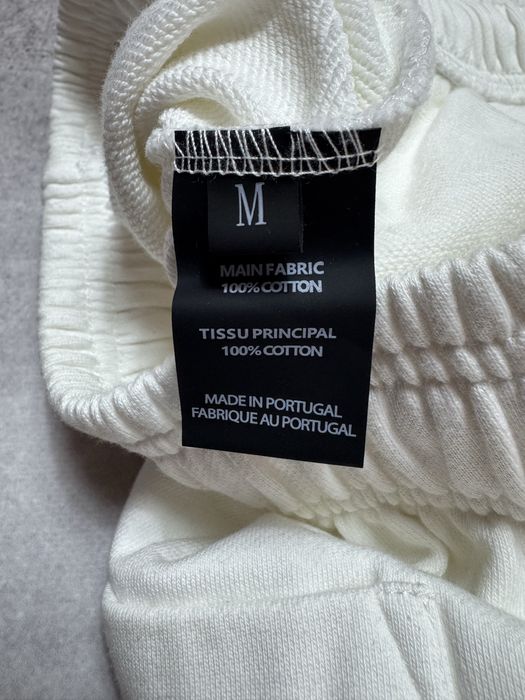 M
MAIN FABRIC
100% COTTON
TISSU PRINCIPAL
100% COTTON
MADE IN PORTUGAL
FABRIQUE AU PORTUGAL